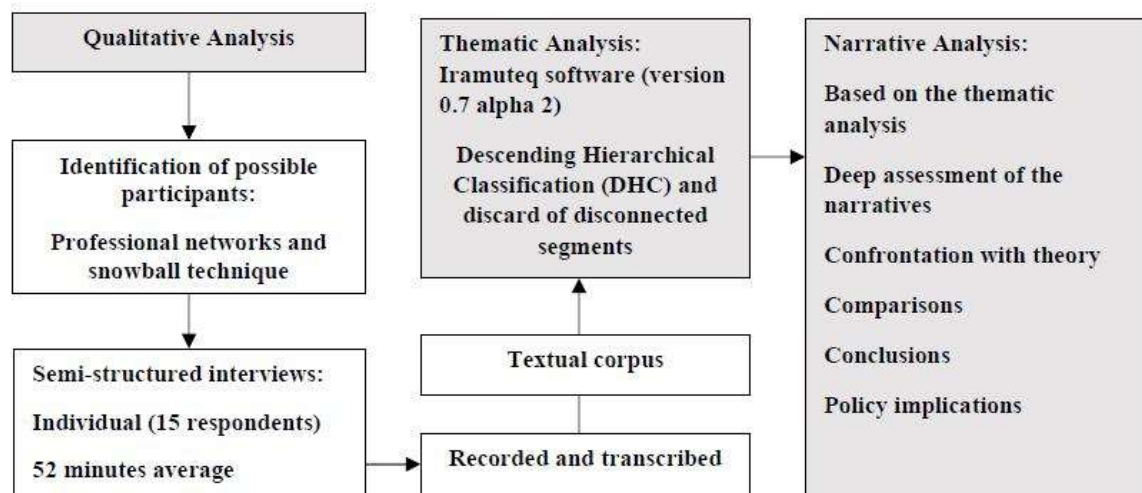 Qualitative Analysis
Identification of possible
participants:
Professional networks and
snowball technique
Semi-structured interviews:
Individual (15 respondents)
52 minutes average
Recorded and transcribed
Textual corpus
Thematic Analysis:
Iramuteq software (version
0.7 alpha 2)
Descending Hierarchical
Classification (DHC) and
discard of disconnected
segments
Narrative Analysis:
Based on the thematic
analysis
Deep assessment of the
narratives
Confrontation with theory
Comparisons
Conclusions
Policy implications